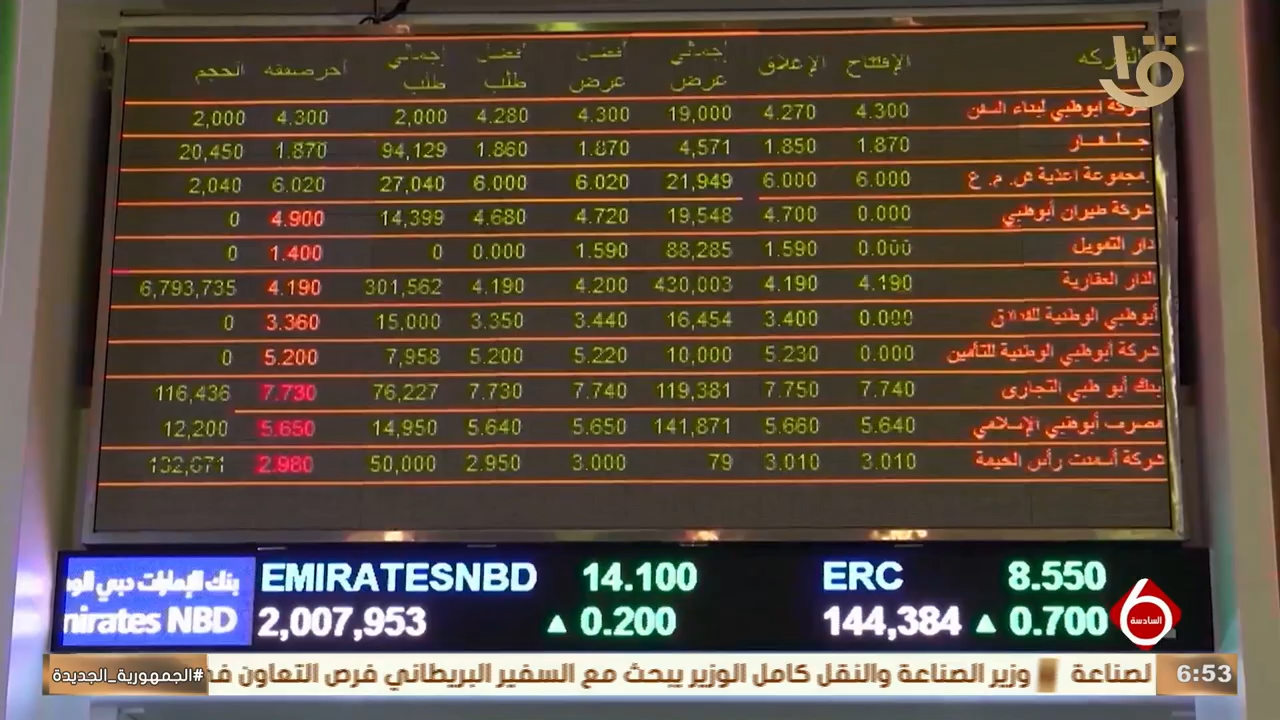 الشركه الإفتتاح الإغلاق إجمالي عرض أفضل عرض أفضل طلب إجمالي طلب أخر صفقه الحجم
شركة أبوظبي لبناء السفن 4.300 4.270 19,000 4.300 4.280 2,000 4.300 2,000
جلفار 1.870 1.850 4,571 1.870 1.860 94,129 1.870 20,450
مجموعة اغذية ش. م. ع 6.000 6.000 21,949 6.020 6.000 27,040 6.020 2,040
شركة طيران أبوظبي 0.000 4.700 19,548 4.720 4.680 14,399 4.900 0
دار التمويل 0.000 1.590 88,285 1.590 0.000 0 1.400 0
الدار العقارية 4.190 4.190 430,003 4.200 4.190 301,562 4.190 6,793,735
أبوظبي الوطنية للفنادق 0.000 3.400 16,454 3.440 3.350 15,000 3.360 0
شركة أبوظبي الوطنية للتأمين 0.000 5.230 10,000 5.220 5.200 7,958 5.200 0
بنك أبو ظبي التجارى 7.740 7.750 119,381 7.740 7.730 76,227 7.730 116,436
مصرف أبوظبي الإسلامي 5.640 5.660 141,871 5.650 5.640 14,950 5.650 12,200
شركة أسمنت رأس الخيمة 3.010 3.010 79 3.000 2.950 50,000 2.980 132,671
بنك الإمارات دبي الو EMIRATESNBD 14.100 ERC 8.550
mirates NBD 2,007,953 ▲ 0.200 144,384 ▲ 0.700
6 السادسة
6:53 لصناعة وزير الصناعة والنقل كامل الوزير يبحث مع السفير البريطاني فرص التعاون ف #الجمهورية_الجديدة